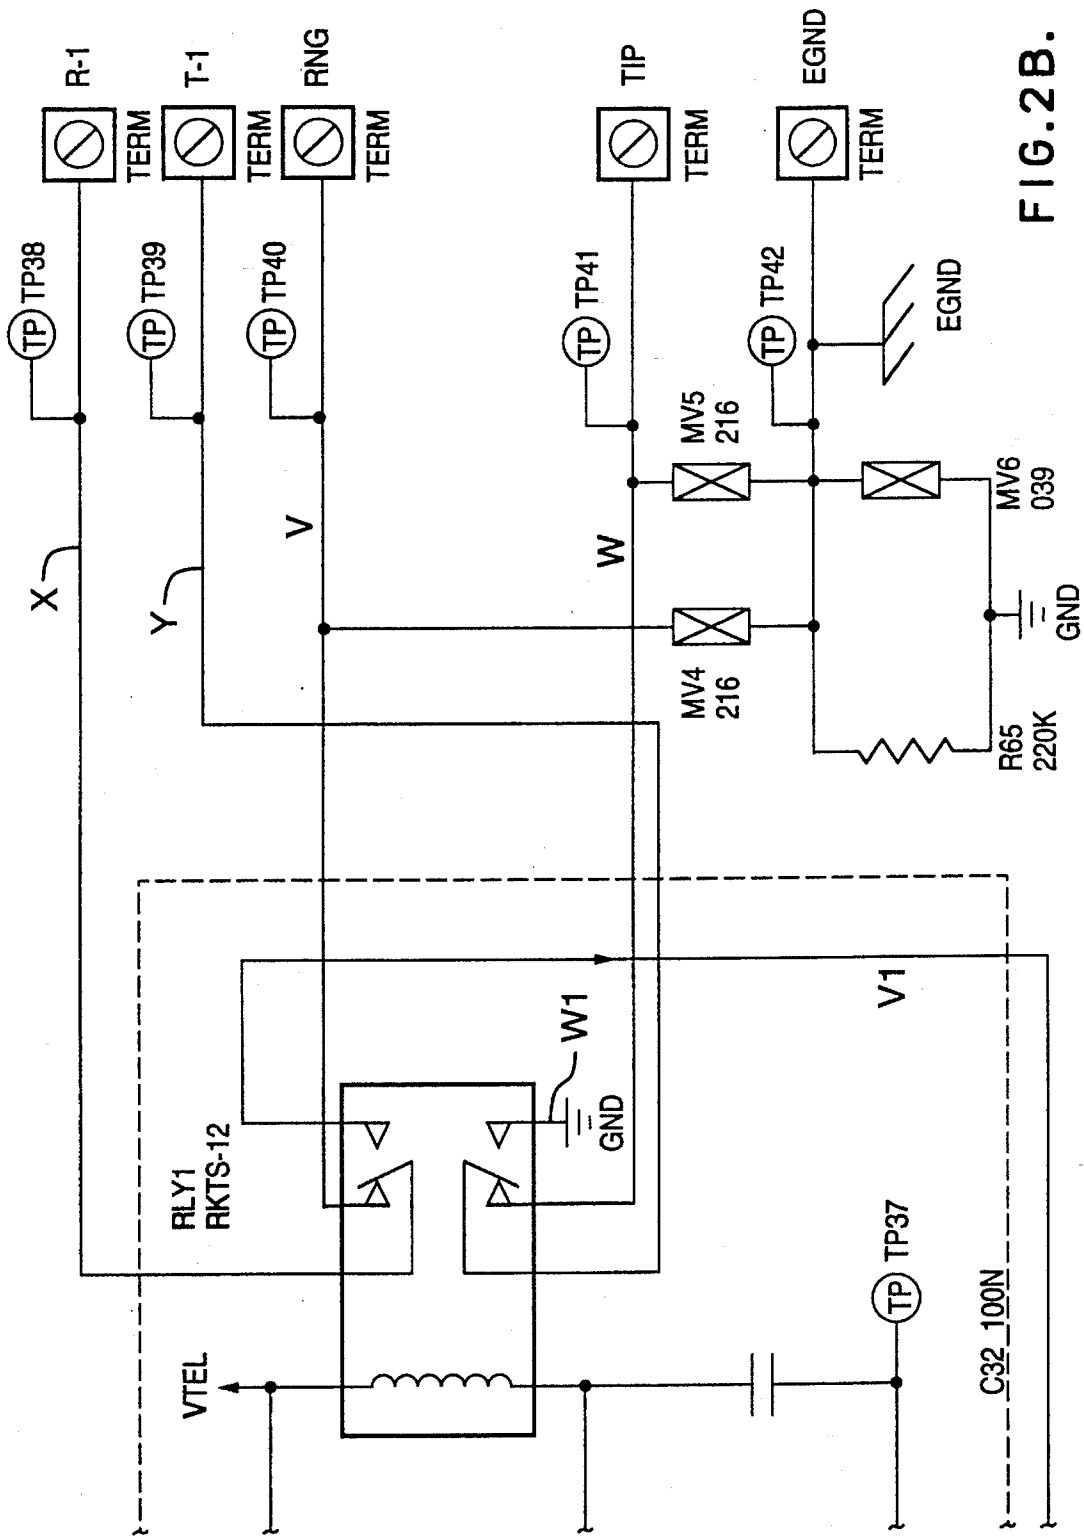 R-1
TERM
TP
TP38
X
T-1
TERM
TP
TP39
Y
RNG
TERM
TP
TP40
V
TIP
TERM
TP
TP41
W
MV5
216
EGND
TERM
TP
TP42
EGND
MV4
216
MV6
039
GND
R65
220K
RLY1
RKTS-12
V1
W1
GND
VTEL
TP
TP37
C32 100N
FIG.2B.